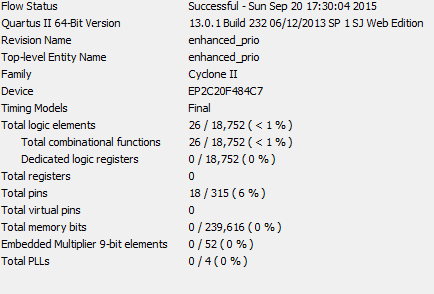 Flow Status Successful - Sun Sep 20 17:30:04 2015
Quartus II 64-Bit Version 13.0.1 Build 232 06/12/2013 SP 1 SJ Web Edition
Revision Name enhanced_prio
Top-level Entity Name enhanced_prio
Family Cyclone II
Device EP2C20F484C7
Timing Models Final
Total logic elements 26 / 18,752 ( < 1 % )
Total combinational functions 26 / 18,752 ( < 1 % )
Dedicated logic registers 0 / 18,752 ( 0 % )
Total registers 0
Total pins 18 / 315 ( 6 % )
Total virtual pins 0
Total memory bits 0 / 239,616 ( 0 % )
Embedded Multiplier 9-bit elements 0 / 52 ( 0 % )
Total PLLs 0 / 4 ( 0 % )